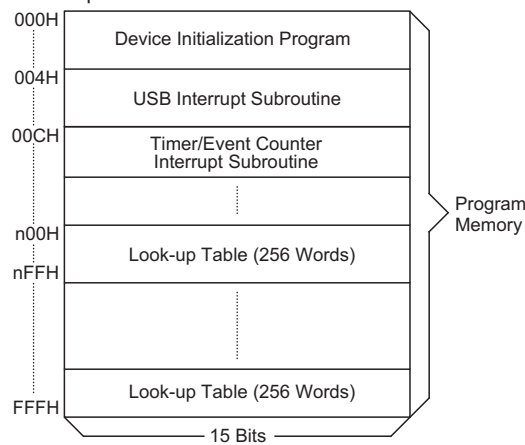 000H
Device Initialization Program
004H
USB Interrupt Subroutine
00CH
Timer/Event Counter
Interrupt Subroutine
Program
Memory
n00H
Look-up Table (256 Words)
nFFH
Look-up Table (256 Words)
FFFH
15 Bits